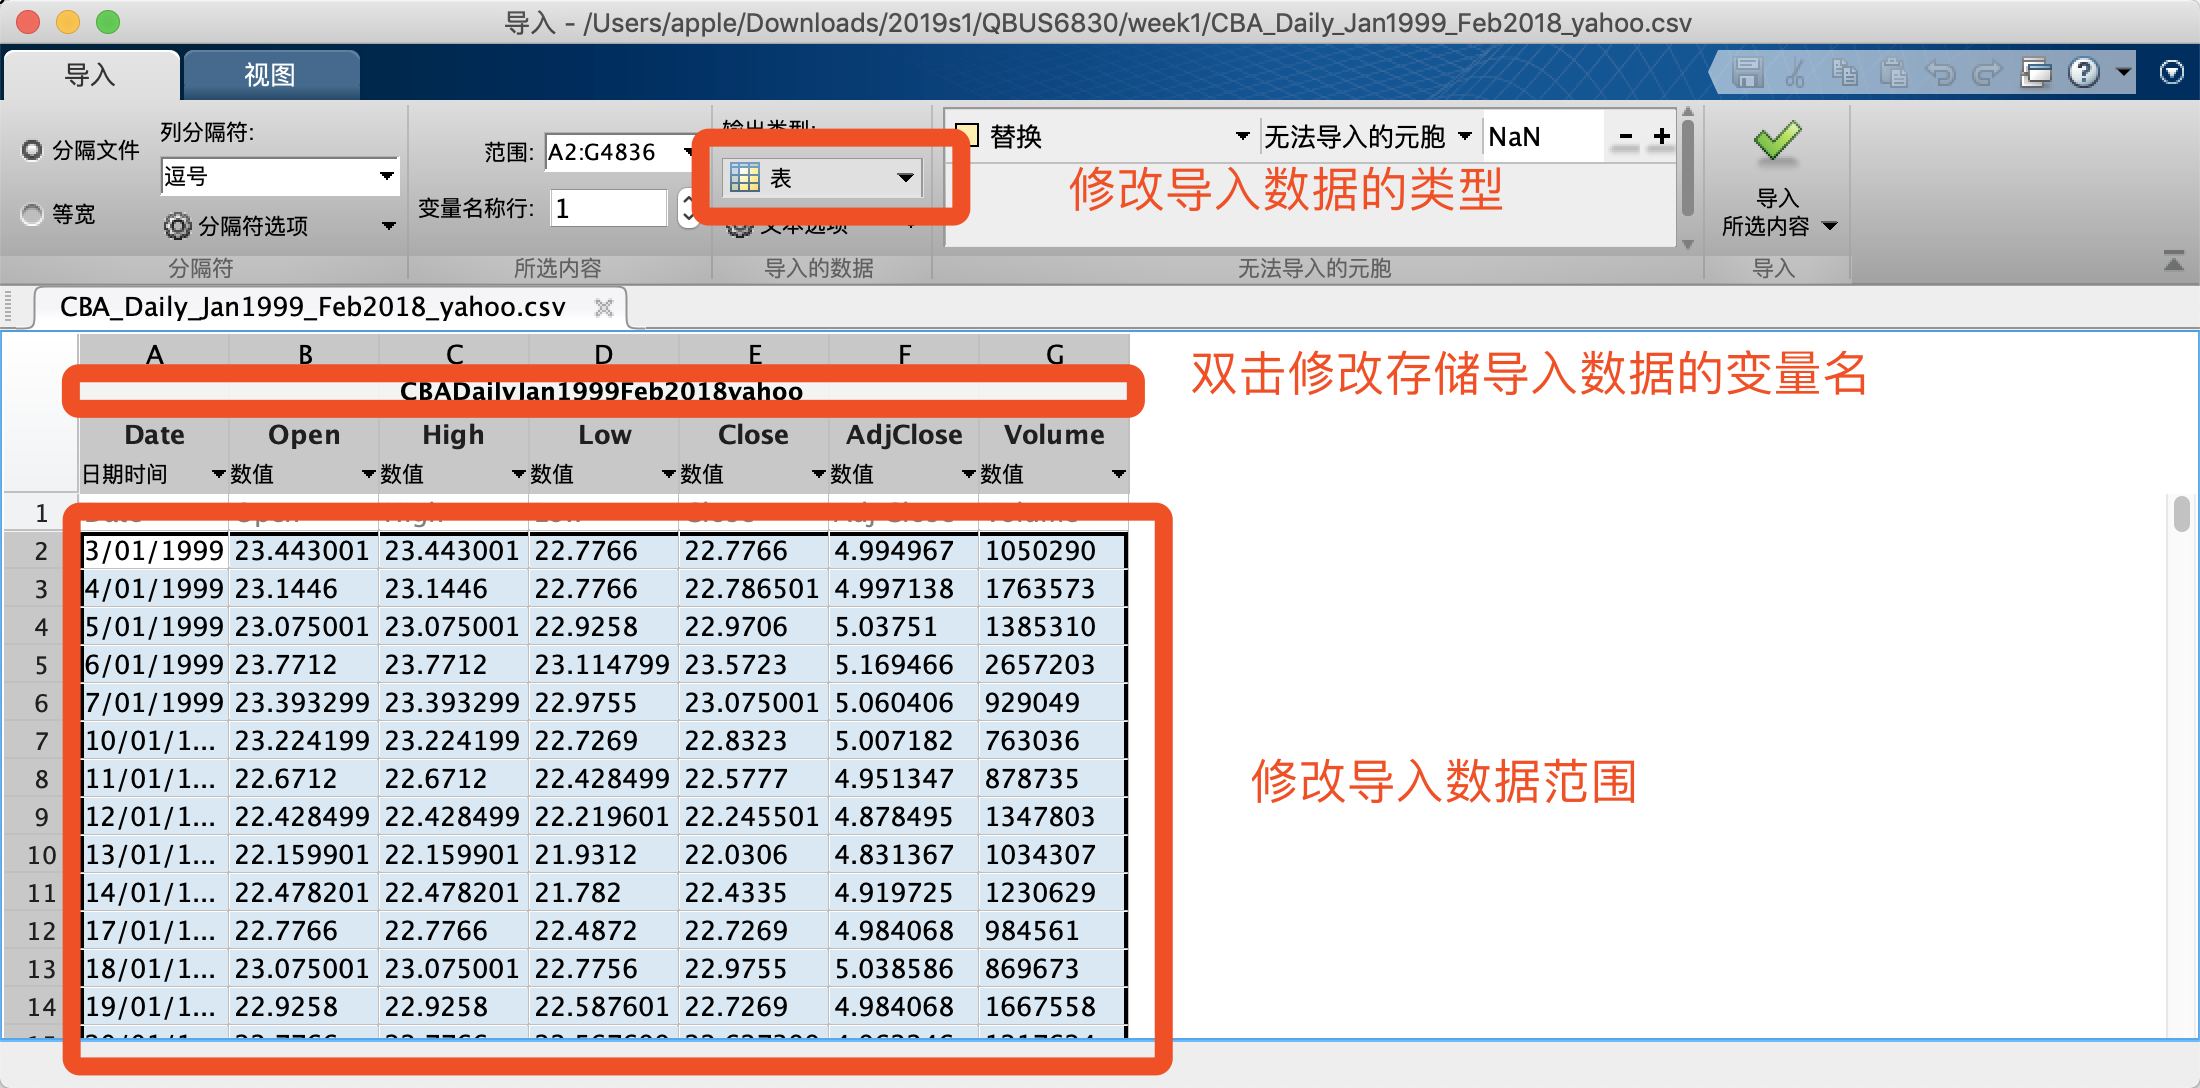 导入 - /Users/apple/Downloads/2019s1/QBUS6830/week1/CBA_Daily_Jan1999_Feb2018_yahoo.csv
导入 视图
分隔文件 列分隔符:
逗号
等宽 分隔符选项
分隔符
范围: A2:G4836
变量名称行: 1
所选内容
输出类型:
表
文本选项
导入的数据
替换 无法导入的元胞 NaN
修改导入数据的类型
无法导入的元胞
导入
所选内容
导入
CBA_Daily_Jan1999_Feb2018_yahoo.csv
A B C D E F G
CBADailyJan1999Feb2018yahoo
双击修改存储导入数据的变量名
Date Open High Low Close AdjClose Volume
日期时间 数值 数值 数值 数值 数值 数值
1 Date Open High Low Close Adj Close Volume
2 3/01/1999 23.443001 23.443001 22.7766 22.7766 4.994967 1050290
3 4/01/1999 23.1446 23.1446 22.7766 22.786501 4.997138 1763573
4 5/01/1999 23.075001 23.075001 22.9258 22.9706 5.03751 1385310
5 6/01/1999 23.7712 23.7712 23.114799 23.5723 5.169466 2657203
6 7/01/1999 23.393299 23.393299 22.9755 23.075001 5.060406 929049
7 10/01/1... 23.224199 23.224199 22.7269 22.8323 5.007182 763036
8 11/01/1... 22.6712 22.6712 22.428499 22.5777 4.951347 878735
9 12/01/1... 22.428499 22.428499 22.219601 22.245501 4.878495 1347803
10 13/01/1... 22.159901 22.159901 21.9312 22.0306 4.831367 1034307
11 14/01/1... 22.478201 22.478201 21.782 22.4335 4.919725 1230629
12 17/01/1... 22.7766 22.7766 22.4872 22.7269 4.984068 984561
13 18/01/1... 23.075001 23.075001 22.7756 22.9755 5.038586 869673
14 19/01/1... 22.9258 22.9258 22.587601 22.7269 4.984068 1667558
修改导入数据范围